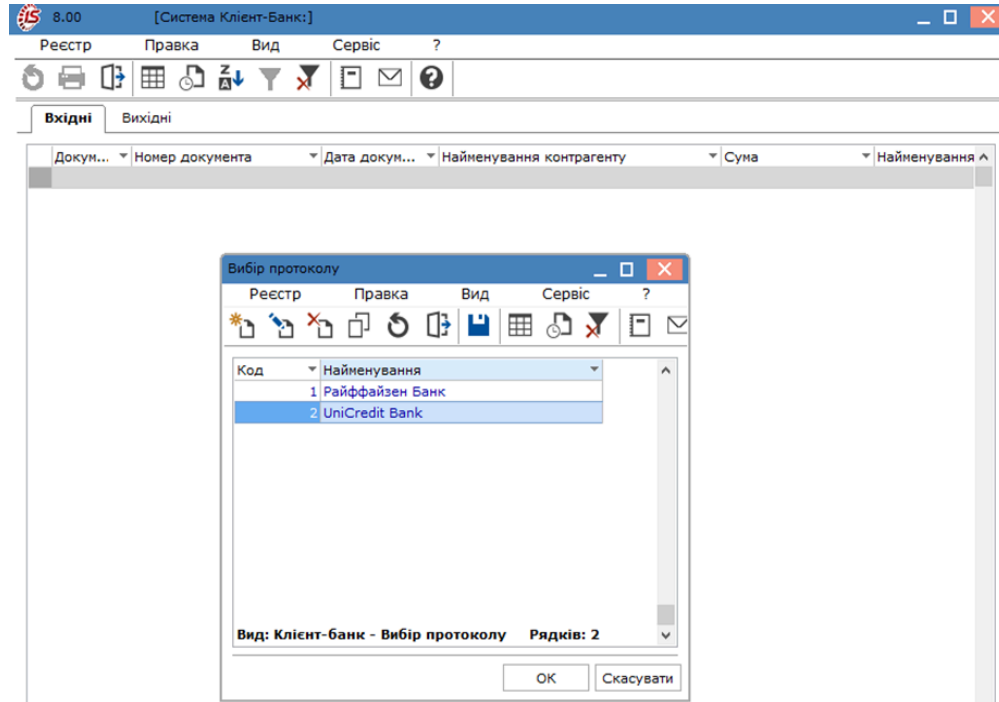 IS 8.00 [Система Клієнт-Банк:]
Реєстр Правка Вид Сервіс ?
Вхідні Вихідні
Докум... Номер документа Дата докум... Найменування контрагенту Сума Найменування
Вибір протоколу
Реєстр Правка Вид Сервіс ?
Код Найменування
1 Райффайзен Банк
2 UniCredit Bank
Вид: Клієнт-банк - Вибір протоколу Рядків: 2
ОК Скасувати